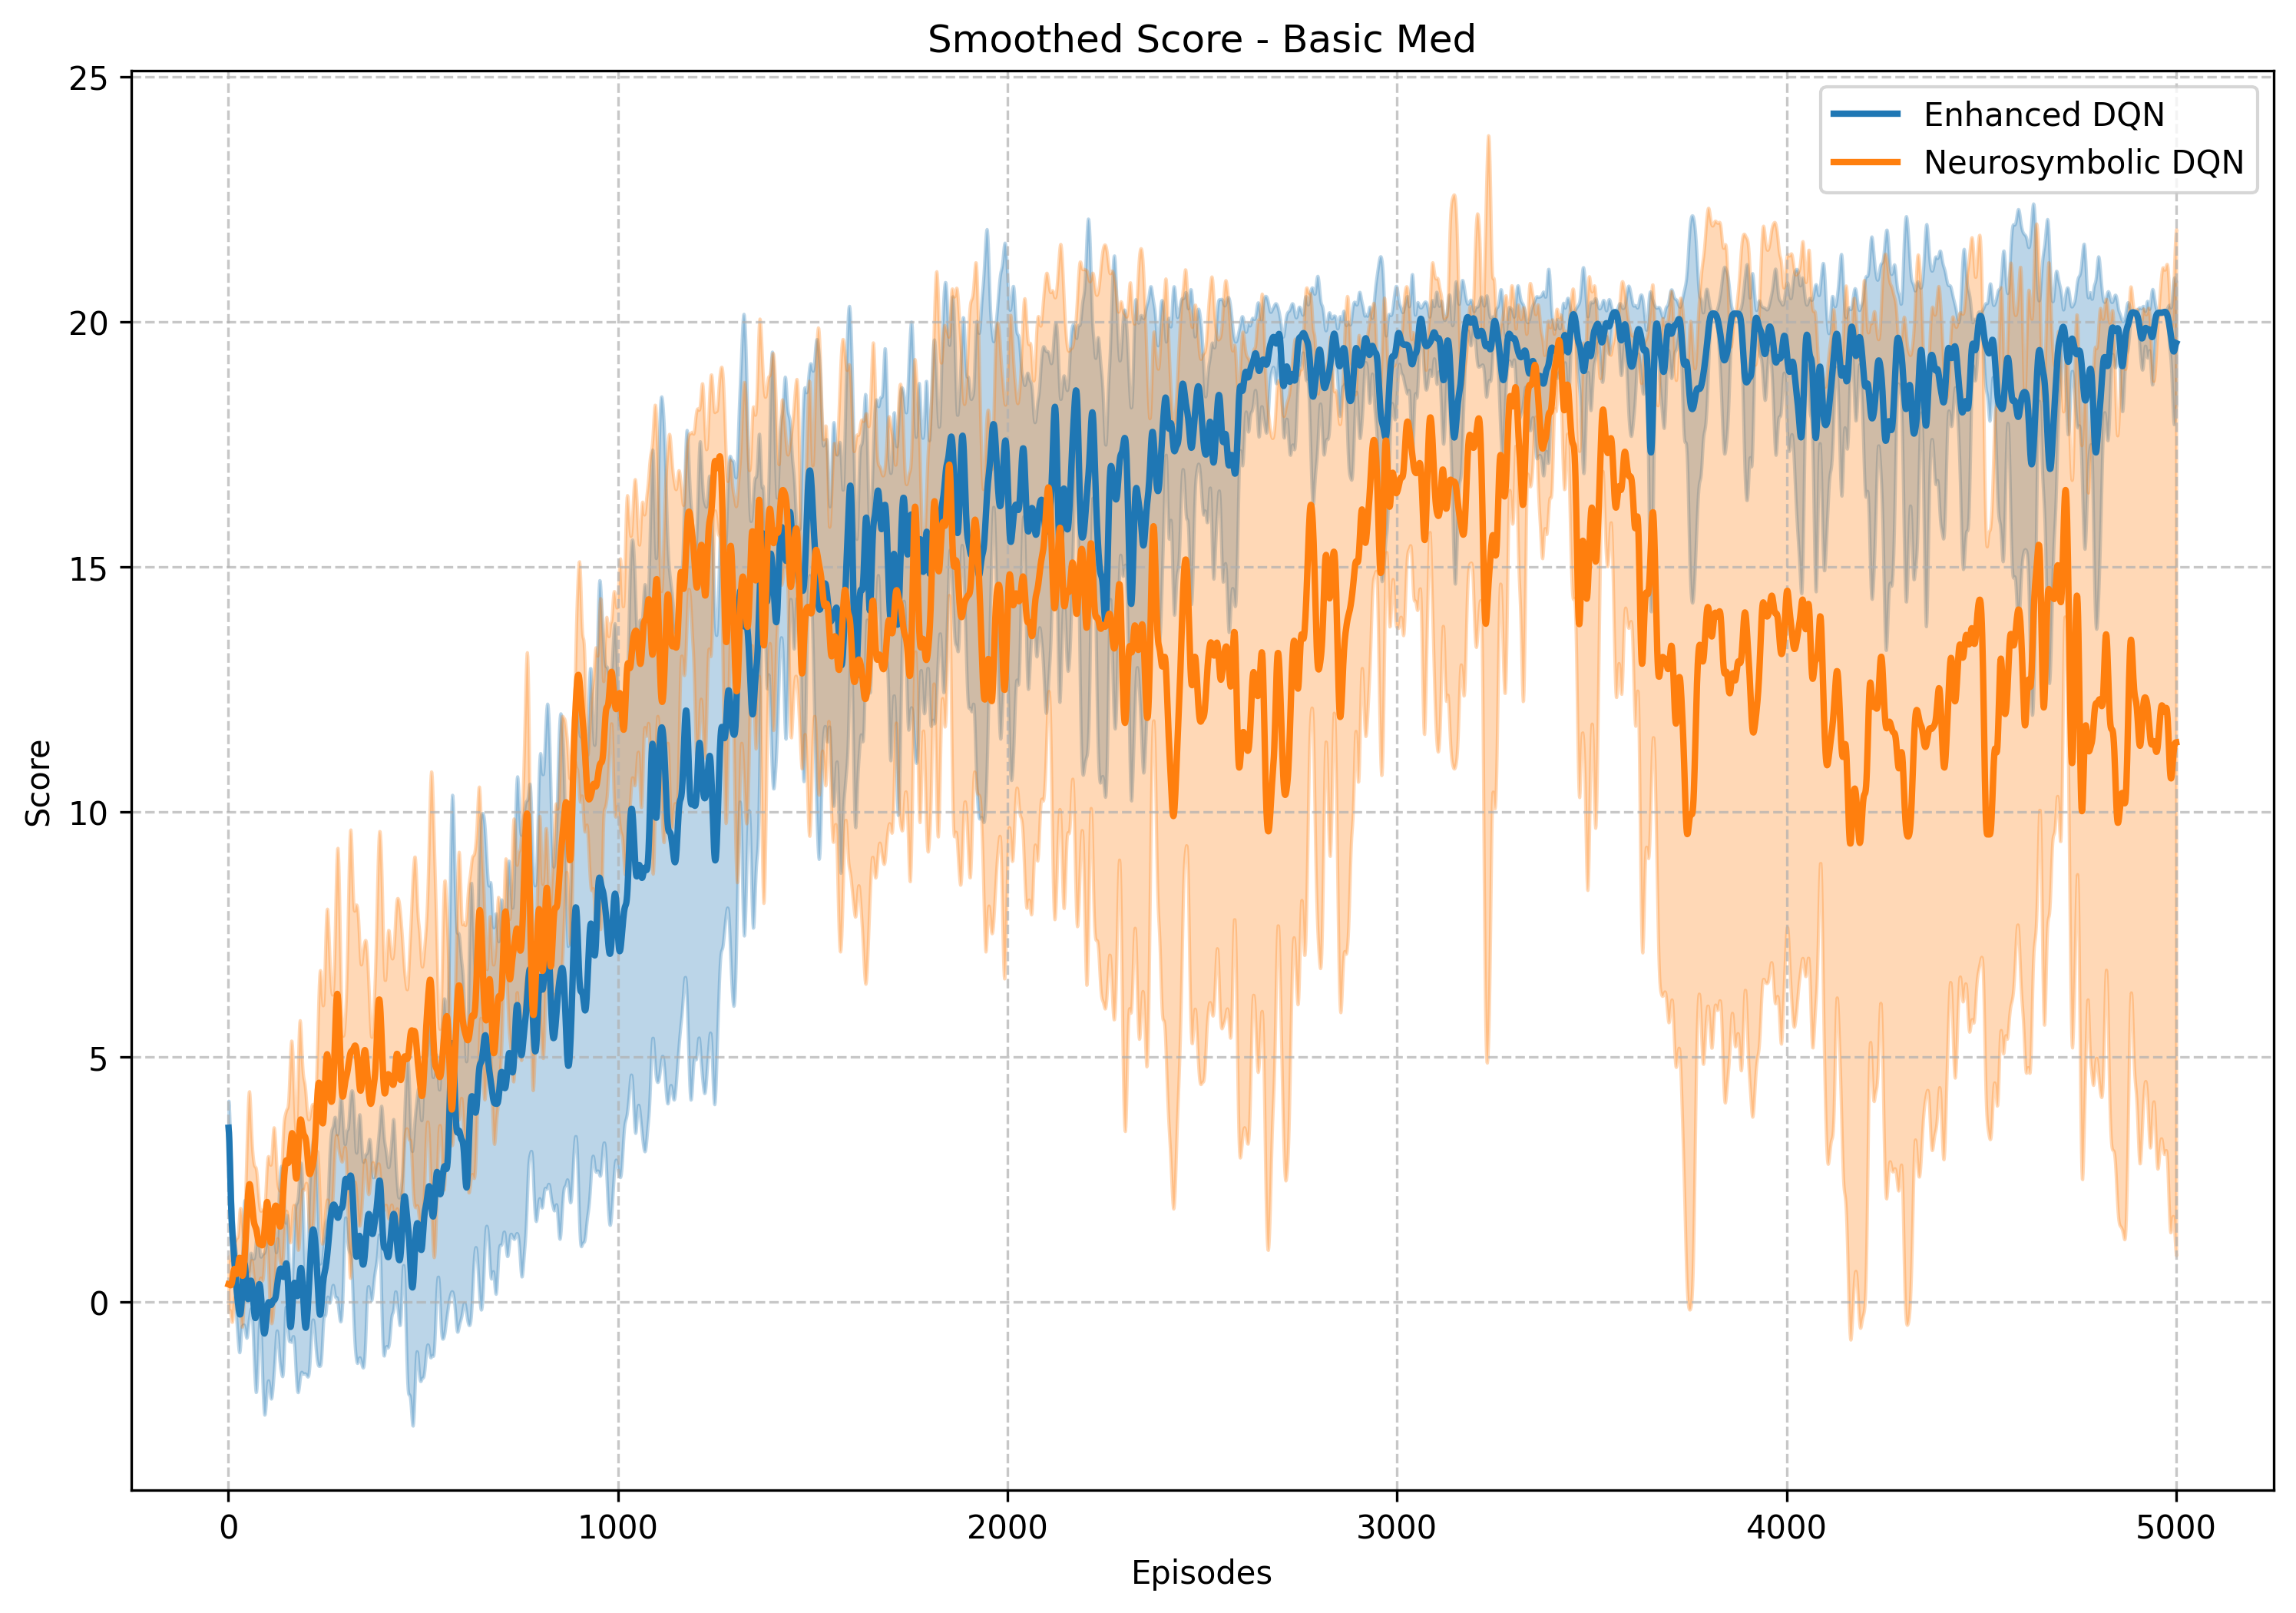 Smoothed Score - Basic Med
25
20
15
10
5
0
Score
Enhanced DQN
Neurosymbolic DQN
0 1000 2000 3000 4000 5000
Episodes